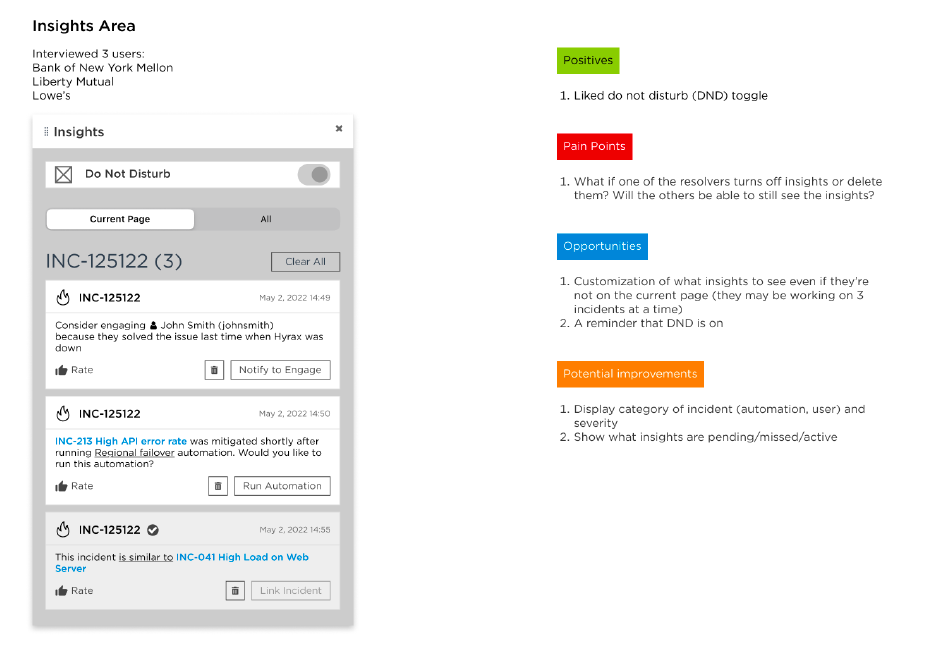 Insights Area
Interviewed 3 users:
Bank of New York Mellon
Liberty Mutual
Lowe's
Insights
Do Not Disturb
Current Page
All
INC-125122 (3)
Clear All
INC-125122
May 2, 2022 14:49
Consider engaging John Smith (johnsmith)
because they solved the issue last time when Hyrax was
down
Rate
Notify to Engage
INC-125122
May 2, 2022 14:50
INC-213 High API error rate was mitigated shortly after
running Regional failover automation. Would you like to
run this automation?
Rate
Run Automation
INC-125122
May 2, 2022 14:55
This incident is similar to INC-041 High Load on Web
Server
Rate
Link Incident
Positives
1. Liked do not disturb (DND) toggle
Pain Points
1. What if one of the resolvers turns off insights or delete
them? Will the others be able to still see the insights?
Opportunities
1. Customization of what insights to see even if they're
not on the current page (they may be working on 3
incidents at a time)
2. A reminder that DND is on
Potential improvements
1. Display category of incident (automation, user) and
severity
2. Show what insights are pending/missed/active